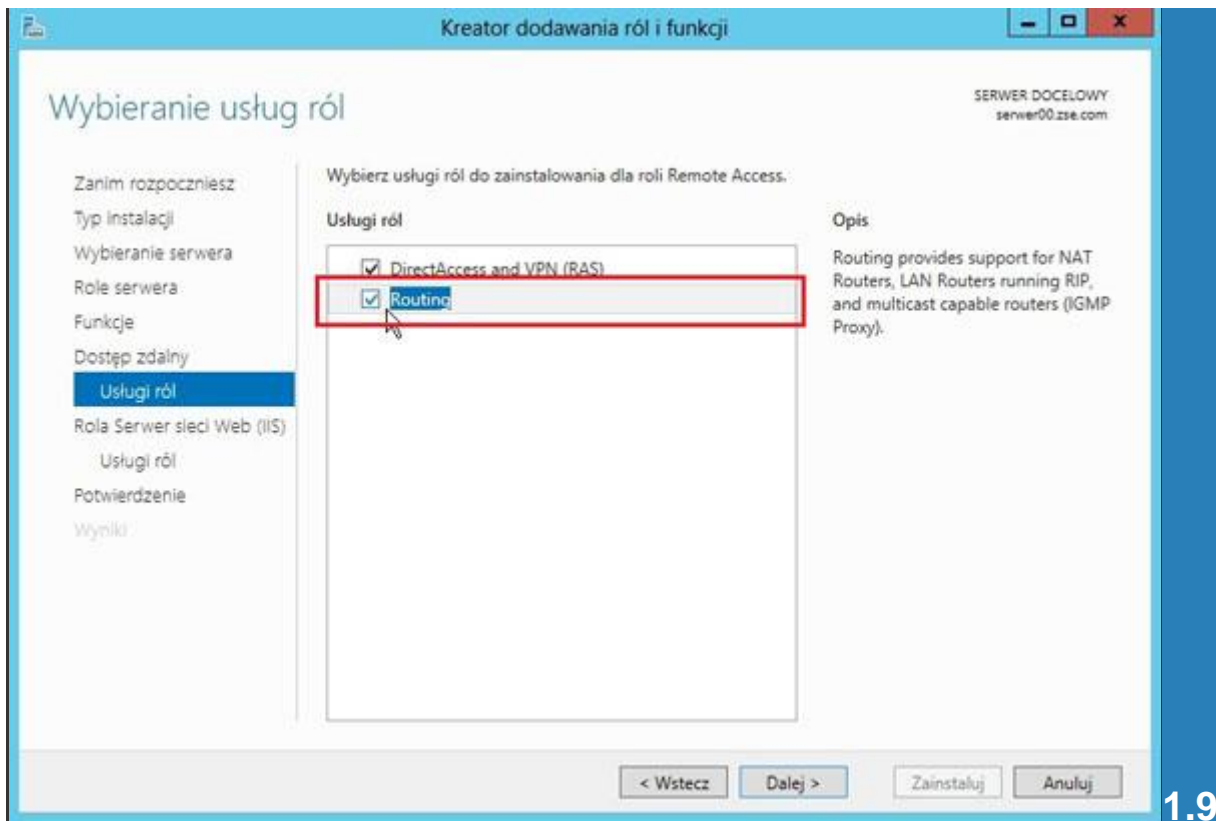 Kreator dodawania ról i funkcji
Wybieranie usług ról
SERWER DOCELOWY
serwer00.zse.com
Zanim rozpoczniesz
Typ instalacji
Wybieranie serwera
Role serwera
Funkcje
Dostęp zdalny
Usługi ról
Rola Serwer sieci Web (IIS)
Usługi ról
Potwierdzenie
Wyniki
Wybierz usługi ról do zainstalowania dla roli Remote Access.
Usługi ról
DirectAccess and VPN (RAS)
Routing
Opis
Routing provides support for NAT
Routers, LAN Routers running RIP,
and multicast capable routers (IGMP
Proxy).
< Wstecz
Dalej >
Zainstaluj
Anuluj
1.9